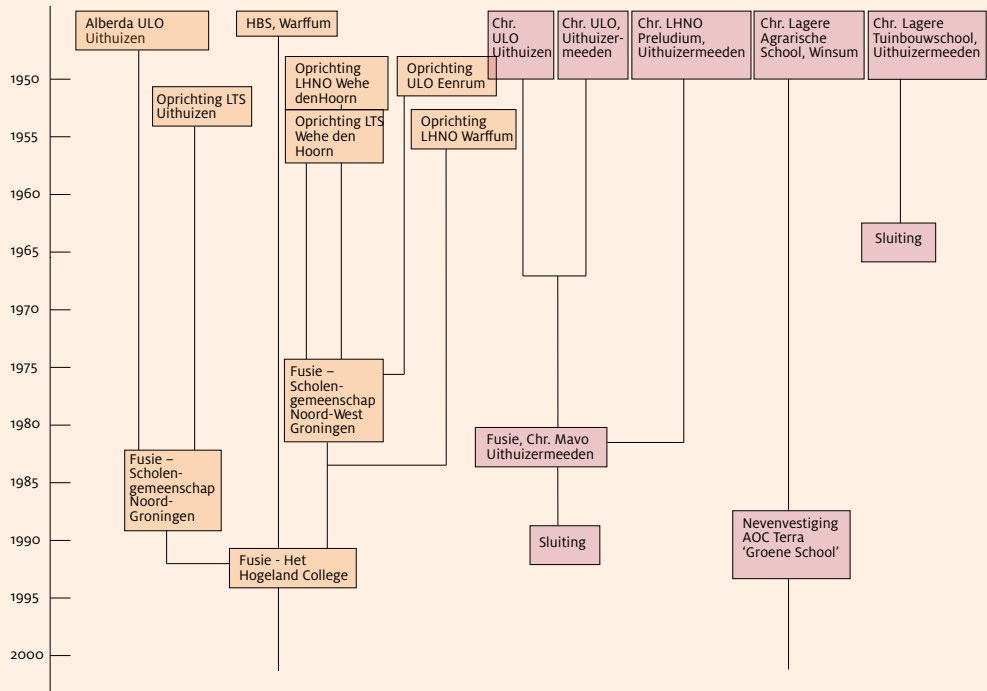 Alberda ULO
Uithuizen
HBS, Warffum
Chr.
ULO
Uithuizen
Chr. ULO,
Uithuizer-
meeden
Chr. LHNO
Preludium,
Uithuizermeeden
Chr. Lagere
Agrarische
School, Winsum
Chr. Lagere
Tuinbouwschool,
Uithuizermeeden
Oprichting
LHNO Wehe
denHoorn
Oprichting
ULO Eenrum
Oprichting LTS
Uithuizen
Oprichting LTS
Wehe den
Hoorn
Oprichting
LHNO Warffum
Sluiting
Fusie –
Scholen-
gemeenschap
Noord-West
Groningen
Fusie, Chr. Mavo
Uithuizermeeden
Fusie –
Scholen-
gemeenschap
Noord-
Groningen
Sluiting
Nevenvestiging
AOC Terra
‘Groene School’
Fusie - Het
Hogeland College
1950
1955
1960
1965
1970
1975
1980
1985
1990
1995
2000